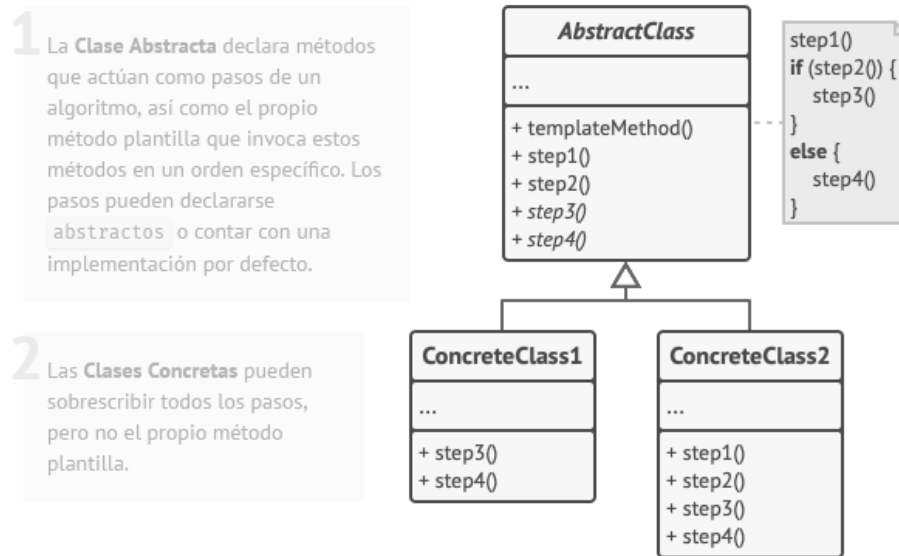 1
La Clase Abstracta declara métodos
que actúan como pasos de un
algoritmo, así como el propio
método plantilla que invoca estos
métodos en un orden específico. Los
pasos pueden declararse
abstractos o contar con una
implementación por defecto.
AbstractClass
...
+ templateMethod()
+ step1()
+ step2()
+ step3()
+ step4()
step1()
if (step2()) {
step3()
}
else {
step4()
}
2
Las Clases Concretas pueden
sobrescribir todos los pasos,
pero no el propio método
plantilla.
ConcreteClass1
...
+ step3()
+ step4()
ConcreteClass2
...
+ step1()
+ step2()
+ step3()
+ step4()